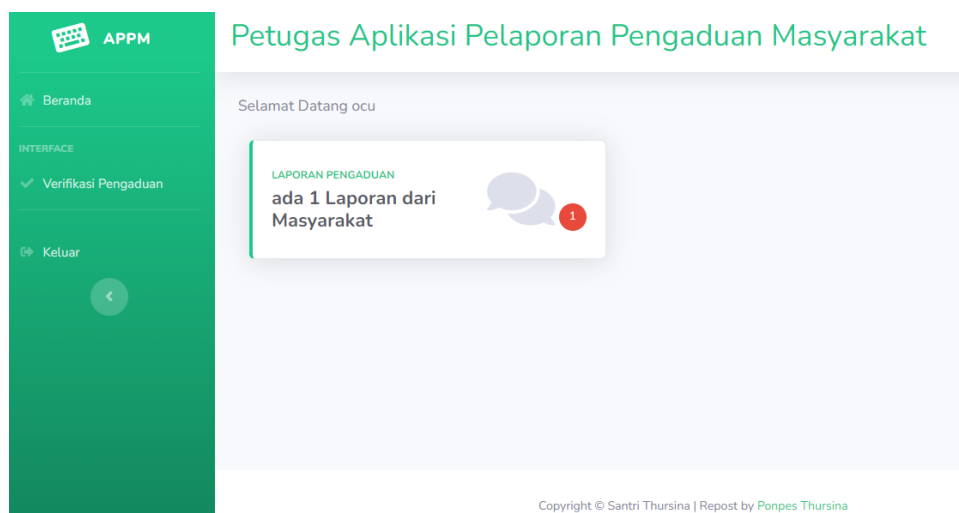 APPM
Petugas Aplikasi Pelaporan Pengaduan Masyarakat
Beranda
INTERFACE
Verifikasi Pengaduan
Keluar
Selamat Datang ocu
LAPORAN PENGADUAN
ada 1 Laporan dari
Masyarakat
1
Copyright © Santri Thursina | Repost by Ponpes Thursina